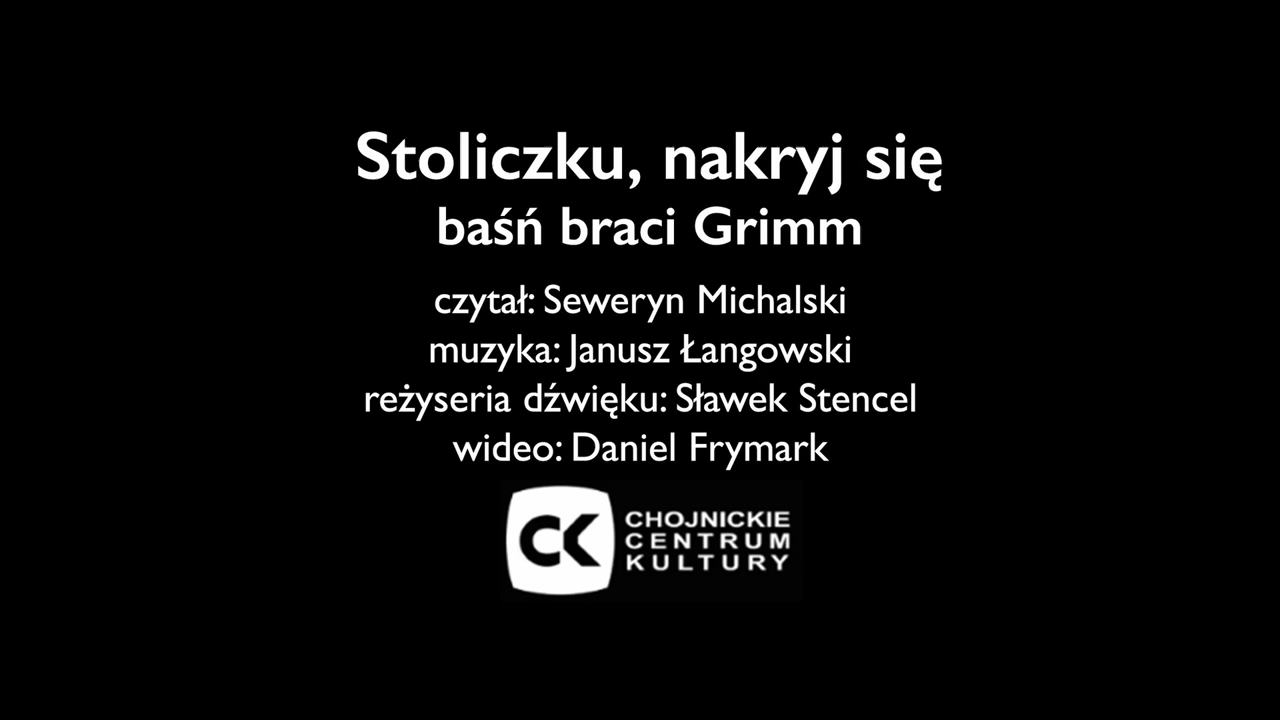 Stoliczku, nakryj się
baśń braci Grimm
czytał: Seweryn Michalski
muzyka: Janusz Łangowski
reżyseria dźwięku: Sławek Stencel
wideo: Daniel Frymark
CK
CHOJNICKIE
CENTRUM
KULTURY